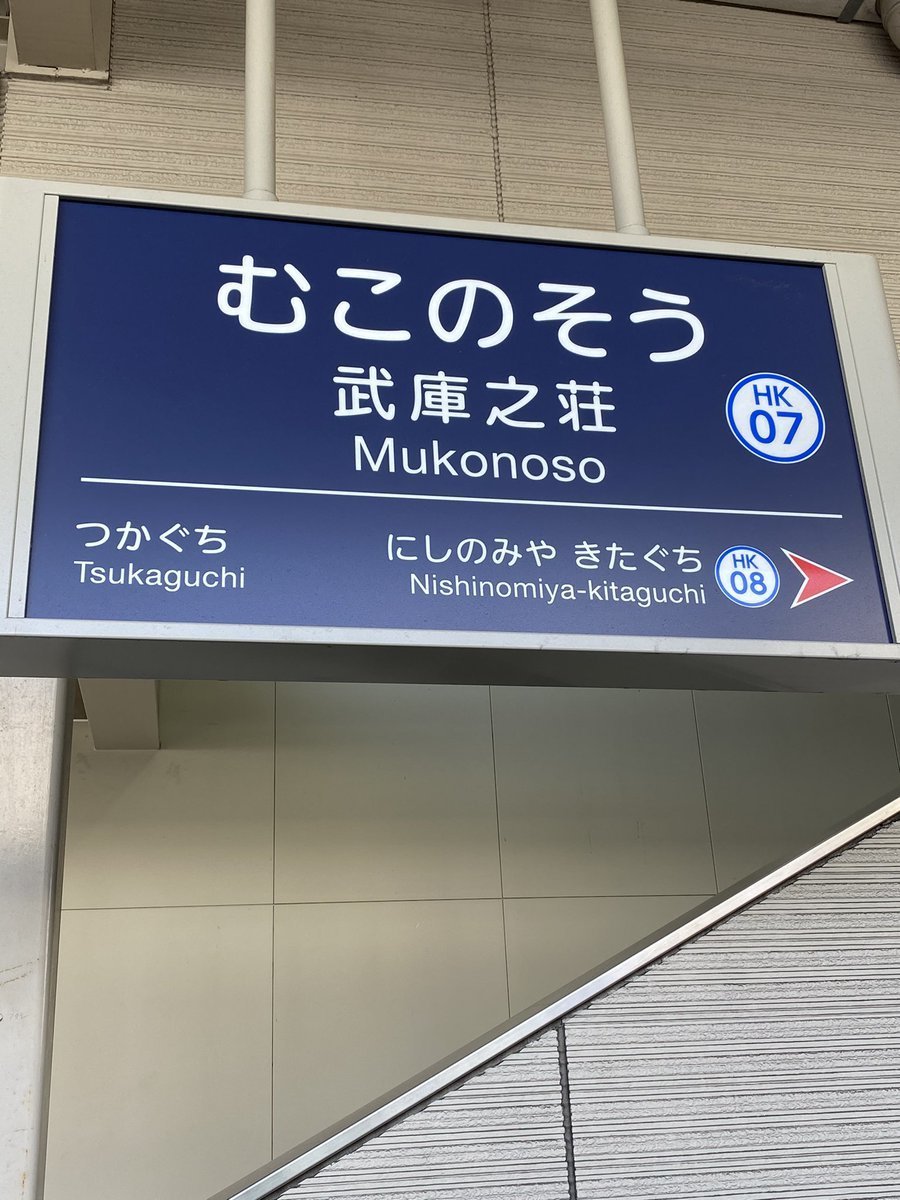 むこのそう
武庫之荘
Mukonoso
HK
07
つかぐち
Tsukaguchi
にしのみや きたぐち
Nishinomiya-kitaguchi
HK
08